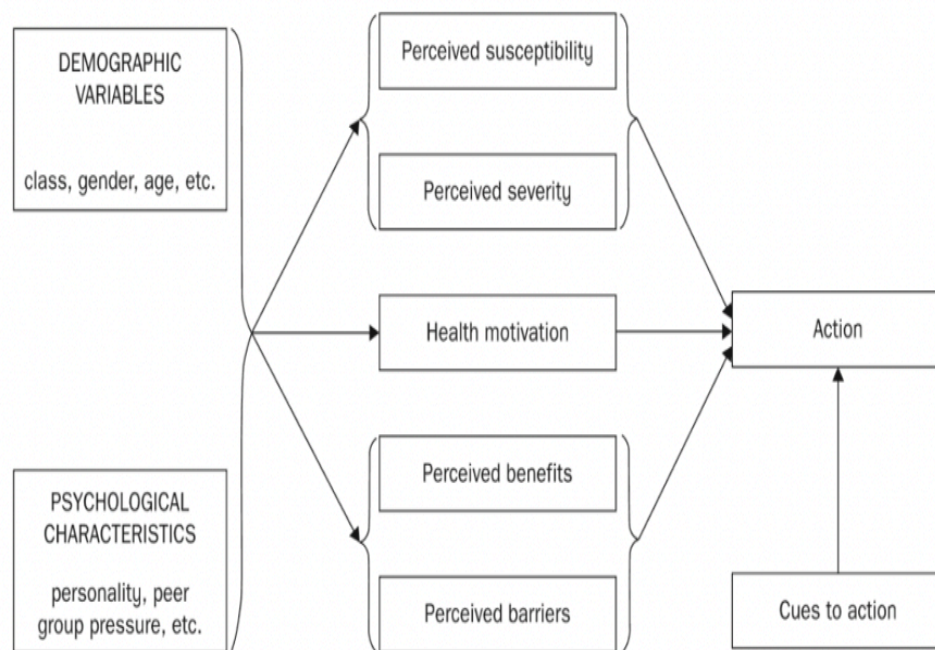 DEMOGRAPHIC
VARIABLES
class, gender, age, etc.
PSYCHOLOGICAL
CHARACTERISTICS
personality, peer
group pressure, etc.
Perceived susceptibility
Perceived severity
Health motivation
Perceived benefits
Perceived barriers
Action
Cues to action